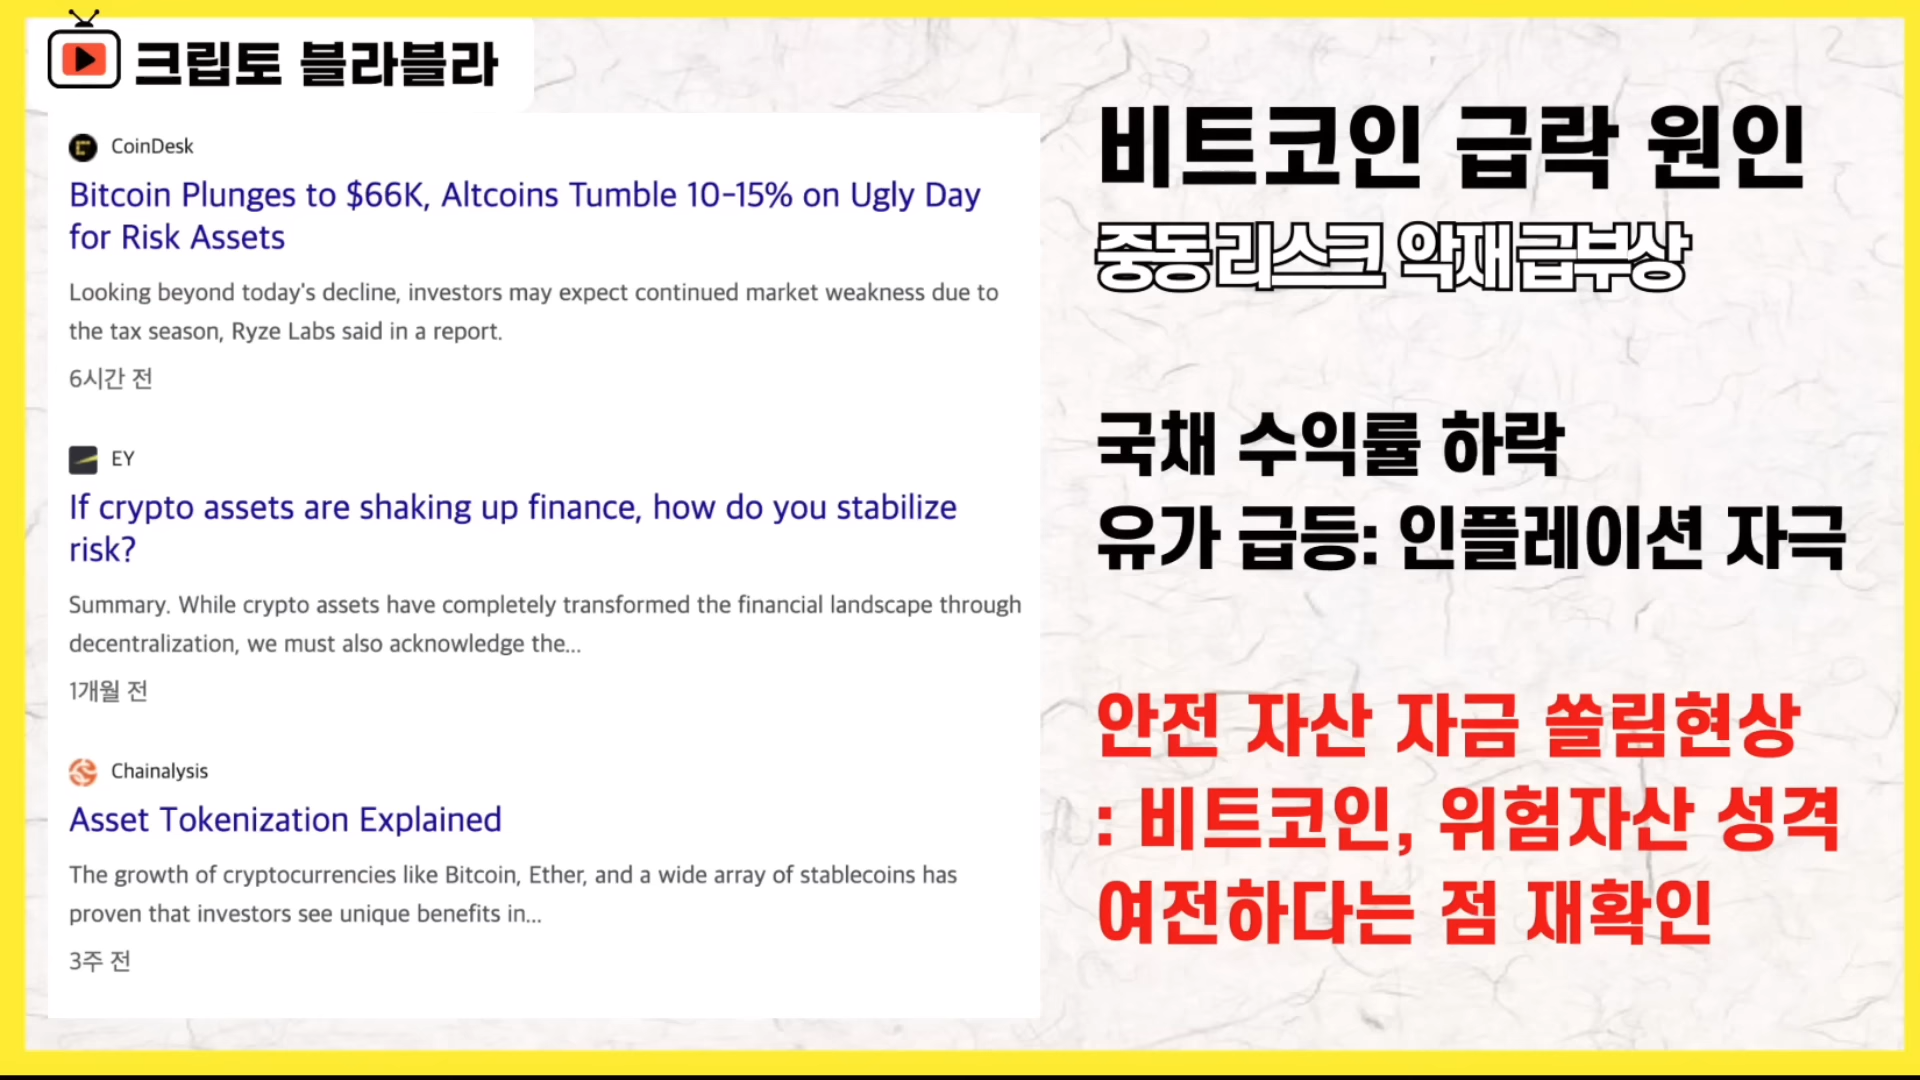 크립토 블라블라
CoinDesk
Bitcoin Plunges to $66K, Altcoins Tumble 10-15% on Ugly Day
for Risk Assets
Looking beyond today's decline, investors may expect continued market weakness due to
the tax season, Ryze Labs said in a report.
6시간 전
EY
If crypto assets are shaking up finance, how do you stabilize
risk?
Summary. While crypto assets have completely transformed the financial landscape through
decentralization, we must also acknowledge the...
1개월 전
Chainalysis
Asset Tokenization Explained
The growth of cryptocurrencies like Bitcoin, Ether, and a wide array of stablecoins has
proven that investors see unique benefits in...
3주 전
비트코인 급락 원인
중동 리스크 악재 급부상
국채 수익률 하락
유가 급등: 인플레이션 자극
안전 자산 자금 쏠림현상
: 비트코인, 위험자산 성격
여전하다는 점 재확인